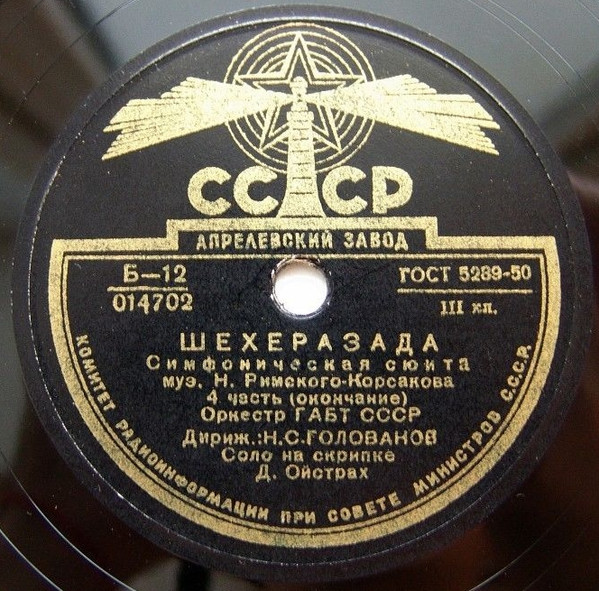 СССР
АПРЕЛЕВСКИЙ ЗАВОД
Б—12
014702
ГОСТ 5289-50
III кл.
ШЕХЕРАЗАДА
Симфоническая сюита
муз. Н. Римского-Корсакова
4 часть (окончание)
Оркестр ГАБТ СССР
Дириж.: Н.С.ГОЛОВАНОВ
Соло на скрипке
Д. Ойстрах
КОМИТЕТ РАДИОИНФОРМАЦИИ ПРИ СОВЕТЕ МИНИСТРОВ С.С.С.Р.